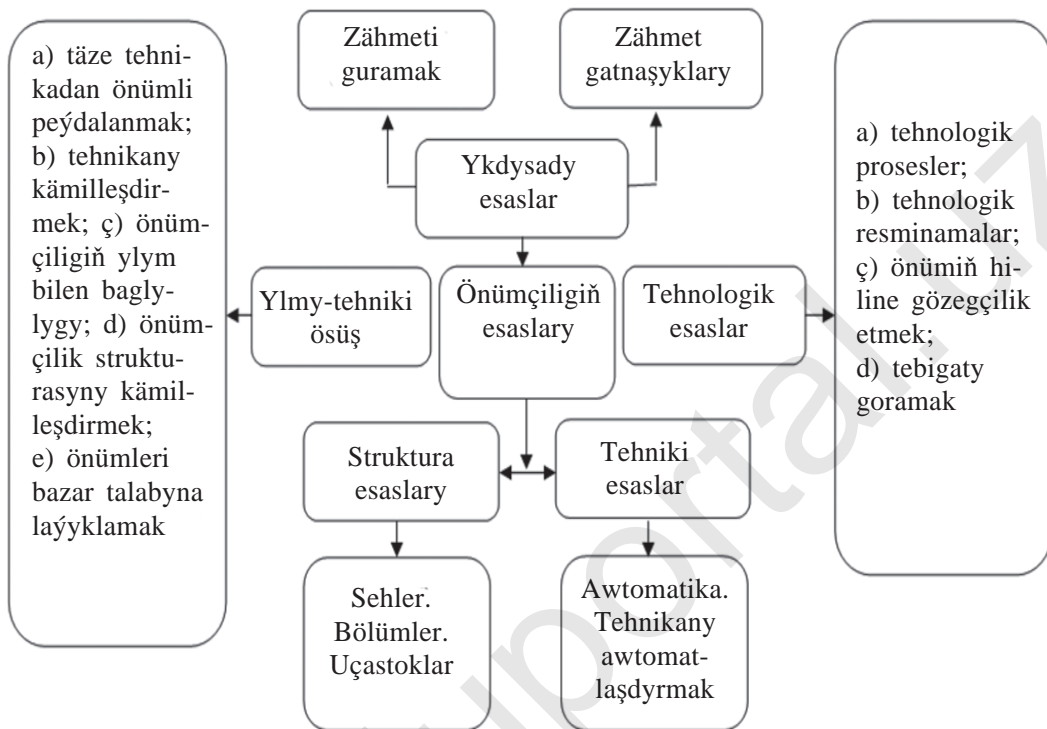 a) täze tehni-
kadan önümli
peýdalanmak;
b) tehnikany
kämilleşdir-
mek; ç) önüm-
çiligiň ylym
bilen bagly-
lygy; d) önüm-
çilik struktu-
rasyny kämil-
leşdirmek;
e) önümleri
bazar talabyna
laýyklamak
Zähmeti
guramak
Zähmet
gatnaşyklary
Ykdysady
esaslar
Ylmy-tehniki
ösüş
Önümçiligiň
esaslary
Tehnologik
esaslar
a) tehnologik
prosesler;
b) tehnologik
resminamalar;
ç) önümiň hi-
line gözegçilik
etmek;
d) tebigaty
goramak
Struktura
esaslary
Tehniki
esaslar
Sehler.
Bölümler.
Uçastoklar
Awtomatika.
Tehnikany
awtomat-
laşdyrmak
uportal.uz